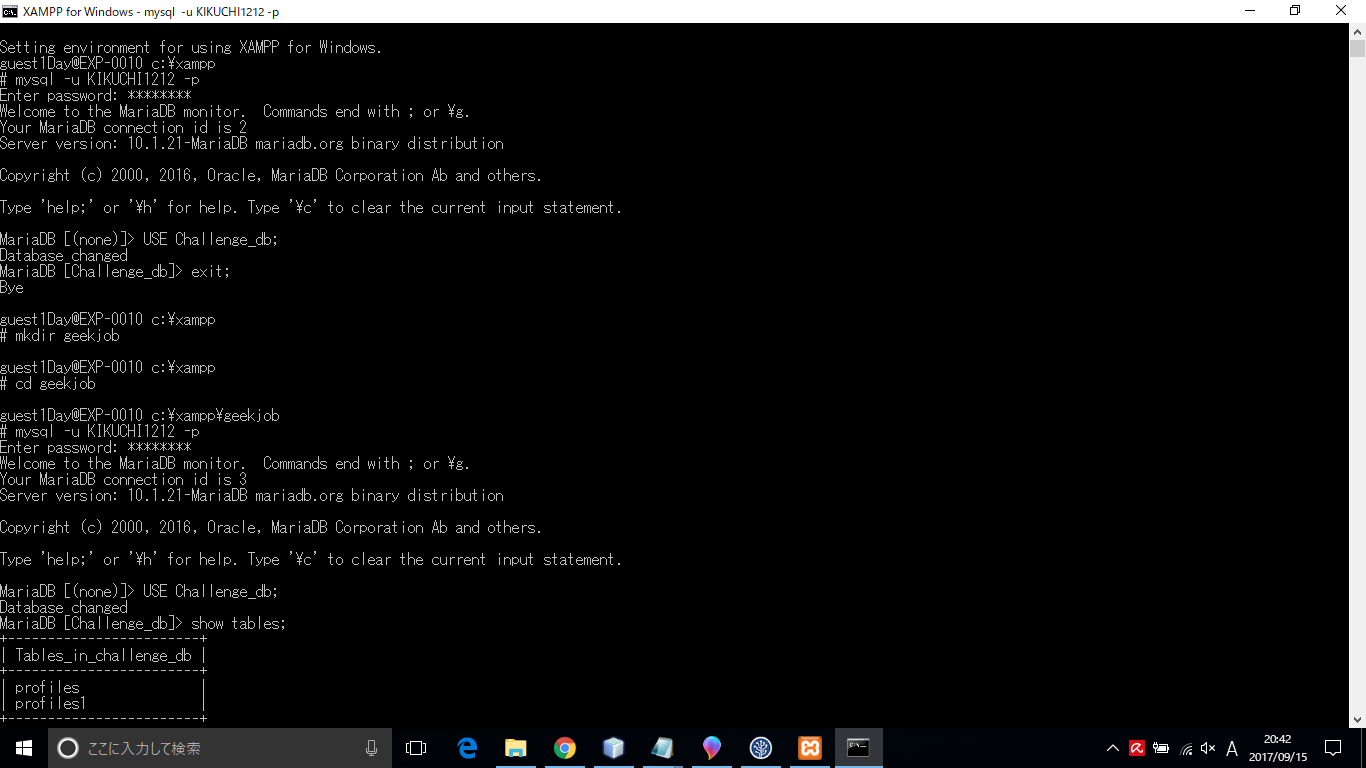 XAMPP for Windows - mysql -u KIKUCHI1212 -p
Setting environment for using XAMPP for Windows.
guest1Day@EXP-0010 c:¥xampp
# mysql -u KIKUCHI1212 -p
Enter password: ********
Welcome to the MariaDB monitor.  Commands end with ; or ¥g.
Your MariaDB connection id is 2
Server version: 10.1.21-MariaDB mariadb.org binary distribution
Copyright (c) 2000, 2016, Oracle, MariaDB Corporation Ab and others.
Type 'help;' or '¥h' for help. Type '¥c' to clear the current input statement.
MariaDB [(none)]> USE Challenge_db;
Database changed
MariaDB [Challenge_db]> exit;
Bye
guest1Day@EXP-0010 c:¥xampp
# mkdir geekjob
guest1Day@EXP-0010 c:¥xampp
# cd geekjob
guest1Day@EXP-0010 c:¥xampp¥geekjob
# mysql -u KIKUCHI1212 -p
Enter password: ********
Welcome to the MariaDB monitor.  Commands end with ; or ¥g.
Your MariaDB connection id is 3
Server version: 10.1.21-MariaDB mariadb.org binary distribution
Copyright (c) 2000, 2016, Oracle, MariaDB Corporation Ab and others.
Type 'help;' or '¥h' for help. Type '¥c' to clear the current input statement.
MariaDB [(none)]> USE Challenge_db;
Database changed
MariaDB [Challenge_db]> show tables;
+------------------------+
| Tables_in_challenge_db |
+------------------------+
| profiles               |
| profiles1              |
+------------------------+
ここに入力して検索
A
20:42
2017/09/15